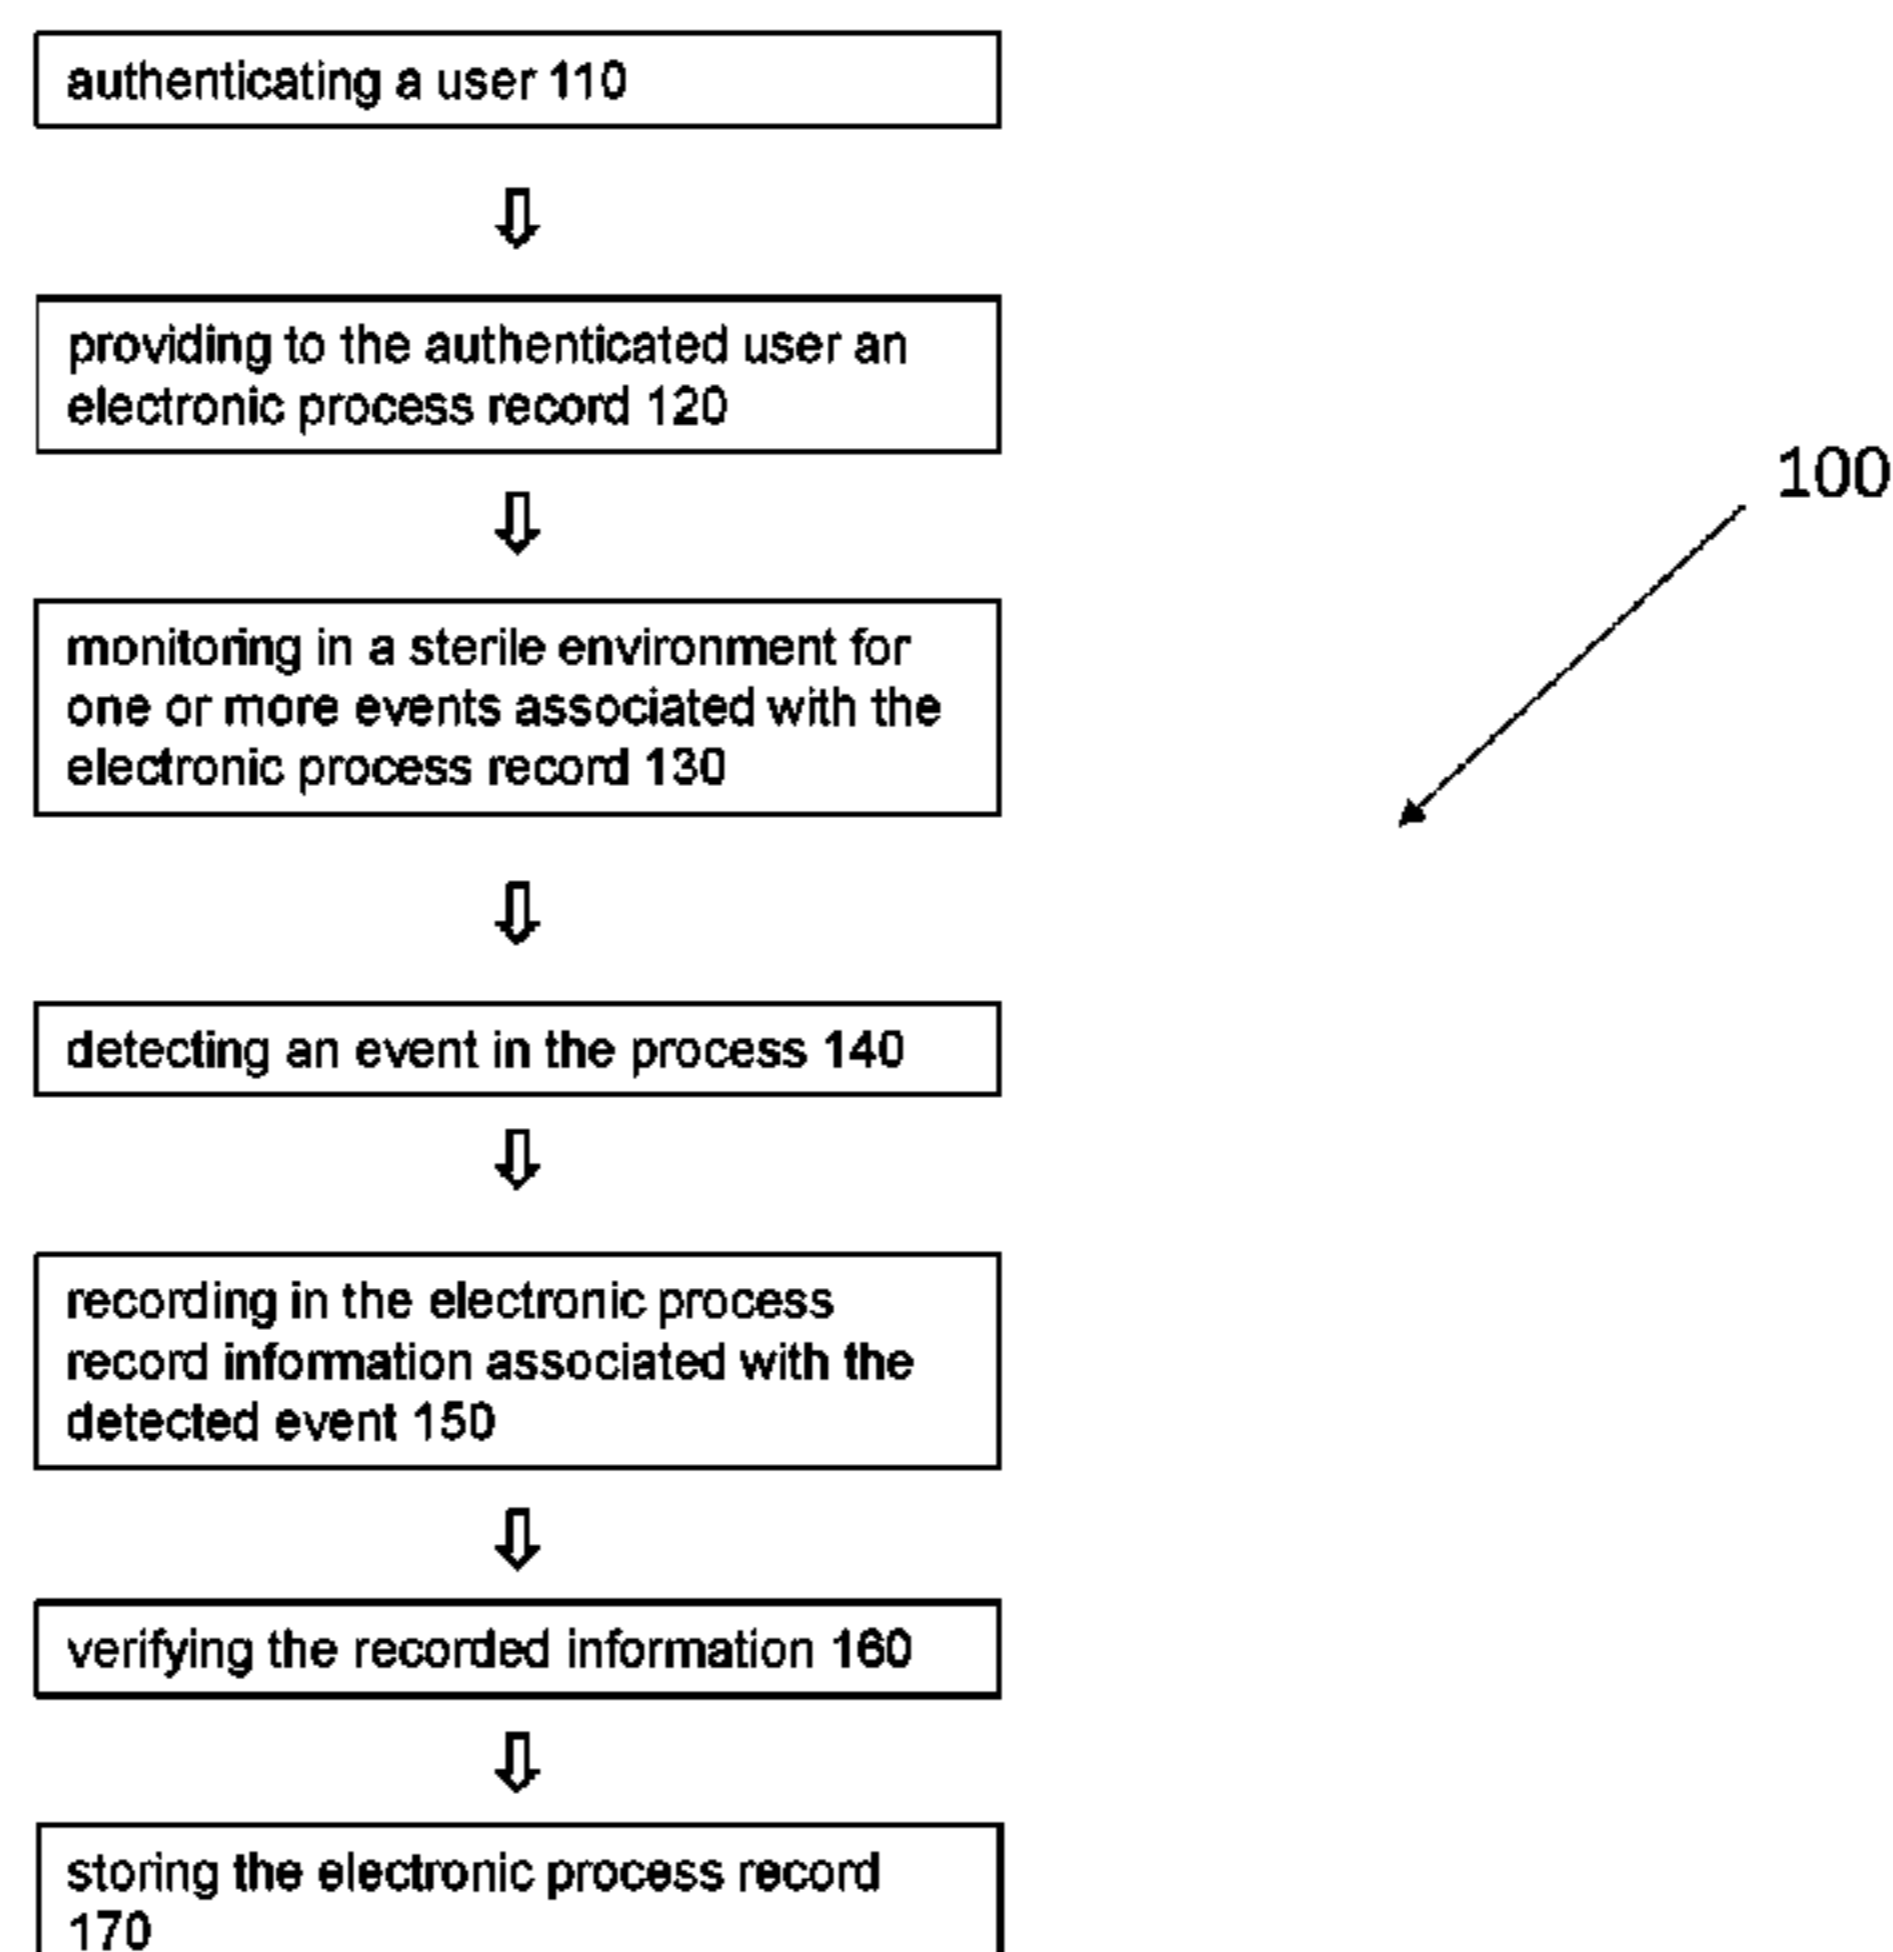 authenticating a user 110
providing to the authenticated user an
electronic process record 120
100
monitoring in a sterile environment for
one or more events associated with the
electronic process record 130
detecting an event in the process 140
recording in the electronic process
record information associated with the
detected event 150
verifying the recorded information 160
storing the electronic process record
170